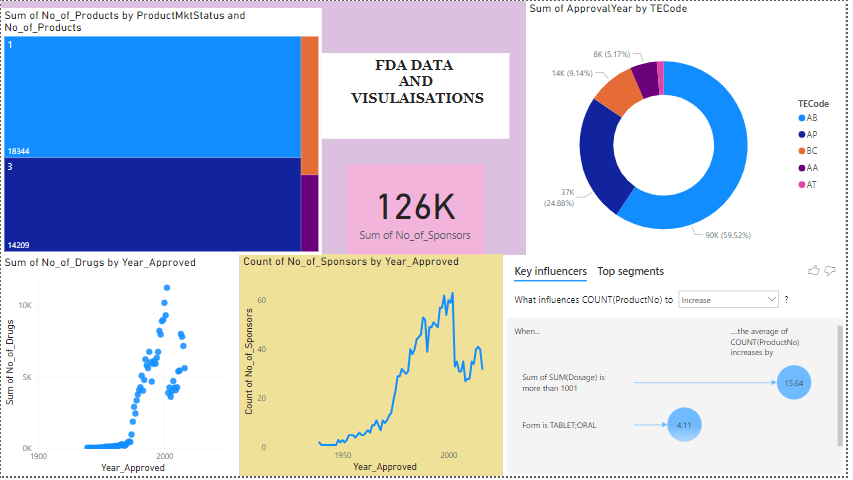 Sum of No_of_Products by ProductMktStatus and
No_of_Products
1
18344
3
14209
FDA DATA
AND
VISULAISATIONS
126K
Sum of No_of_Sponsors
Sum of ApprovalYear by TECode
8K (5.17%)
14K (9.14%)
37K
(24.88%)
90K (59.52%)
TECode
AB
AP
BC
AA
AT
Sum of No_of_Drugs by Year_Approved
Sum of No_of_Drugs
10K
5K
0K
1900
2000
Year_Approved
Count of No_of_Sponsors by Year_Approved
Count of No_of_Sponsors
60
40
20
0
1950
2000
Year_Approved
Key influencers
Top segments
What influences COUNT(ProductNo) to
Increase
?
When...
....the average of
COUNT(ProductNo)
increases by
Sum of SUM(Dosage) is
more than 1001
15.64
Form is TABLET;ORAL
4.11